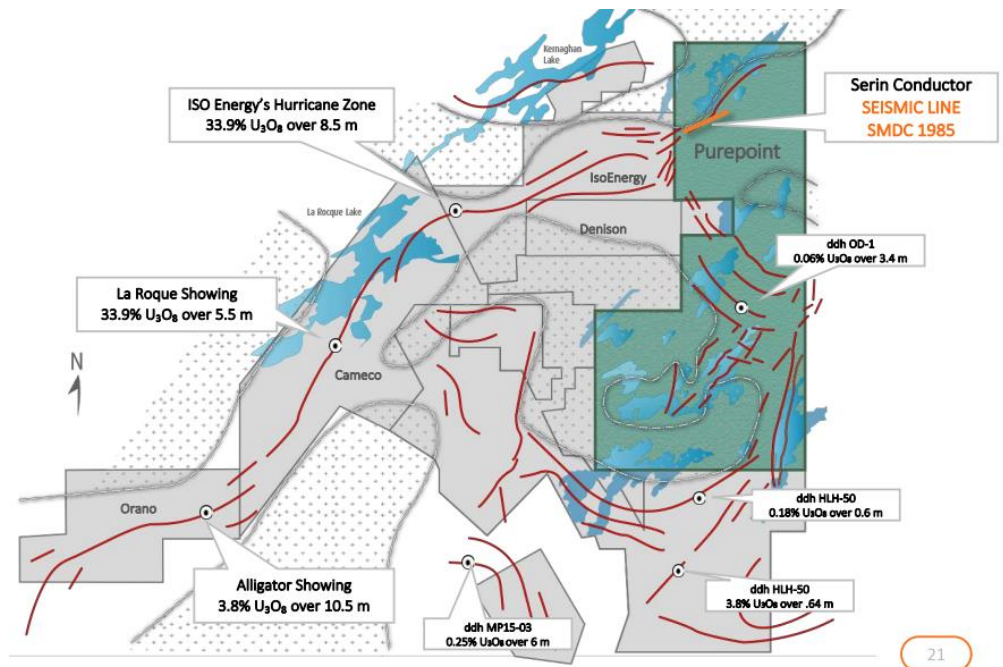 Kernaghan
Lake
ISO Energy's Hurricane Zone
33.9% U₃O₈ over 8.5 m
Serin Conductor
SEISMIC LINE
SMDC 1985
Purepoint
IsoEnergy
La Rocque Lake
Denison
ddh OD-1
0.06% U₃O₈ over 3.4 m
La Roque Showing
33.9% U₃O₈ over 5.5 m
N
Cameco
Orano
ddh HLH-50
0.18% U₃O₈ over 0.6 m
Alligator Showing
3.8% U₃O₈ over 10.5 m
ddh HLH-50
3.8% U₃O₈ over .64 m
ddh MP15-03
0.25% U₃O₈ over 6 m
21